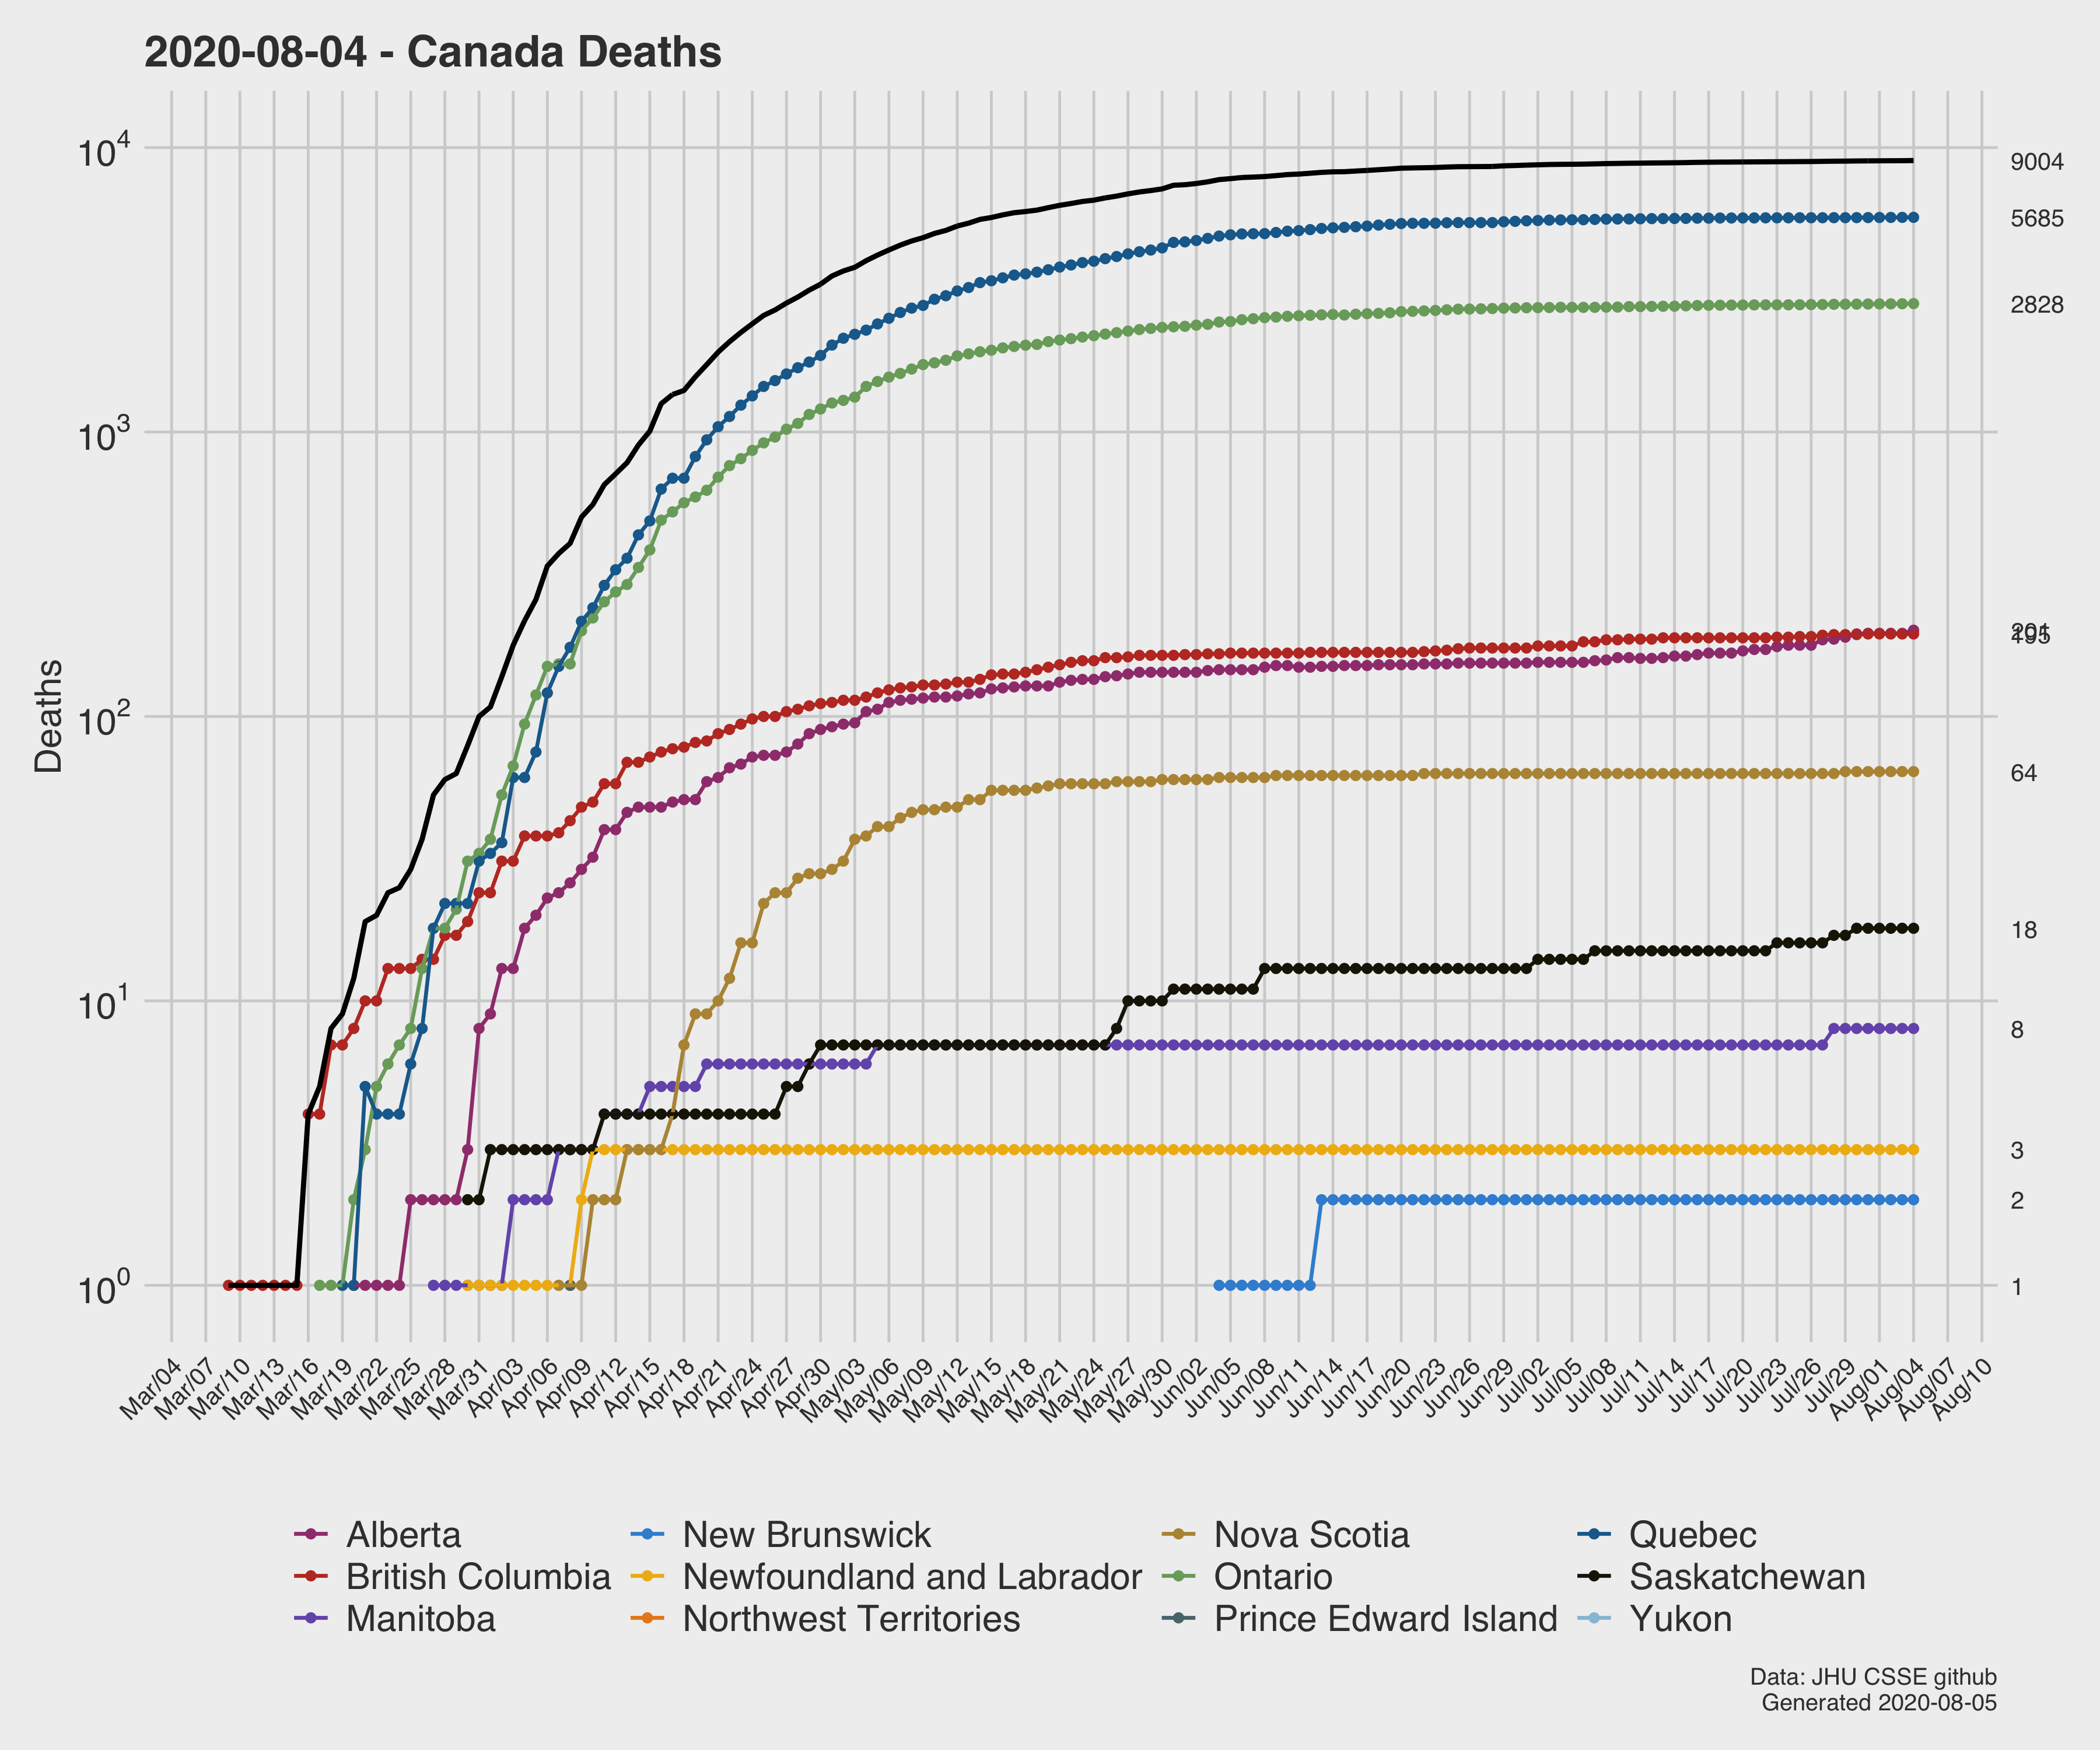 2020-08-04 - Canada Deaths
10^4
10^3
10^2
10^1
10^0
Deaths
9004
5685
2828
201
195
64
18
8
3
2
1
Mar/04
Mar/07
Mar/10
Mar/13
Mar/16
Mar/19
Mar/22
Mar/25
Mar/28
Mar/31
Apr/03
Apr/06
Apr/09
Apr/12
Apr/15
Apr/18
Apr/21
Apr/24
Apr/27
Apr/30
May/03
May/06
May/09
May/12
May/15
May/18
May/21
May/24
May/27
May/30
Jun/02
Jun/05
Jun/08
Jun/11
Jun/14
Jun/17
Jun/20
Jun/23
Jun/26
Jun/29
Jul/02
Jul/05
Jul/08
Jul/11
Jul/14
Jul/17
Jul/20
Jul/23
Jul/26
Jul/29
Aug/01
Aug/04
Aug/07
Aug/10
Alberta
British Columbia
Manitoba
New Brunswick
Newfoundland and Labrador
Northwest Territories
Nova Scotia
Ontario
Prince Edward Island
Quebec
Saskatchewan
Yukon
Data: JHU CSSE github
Generated 2020-08-05